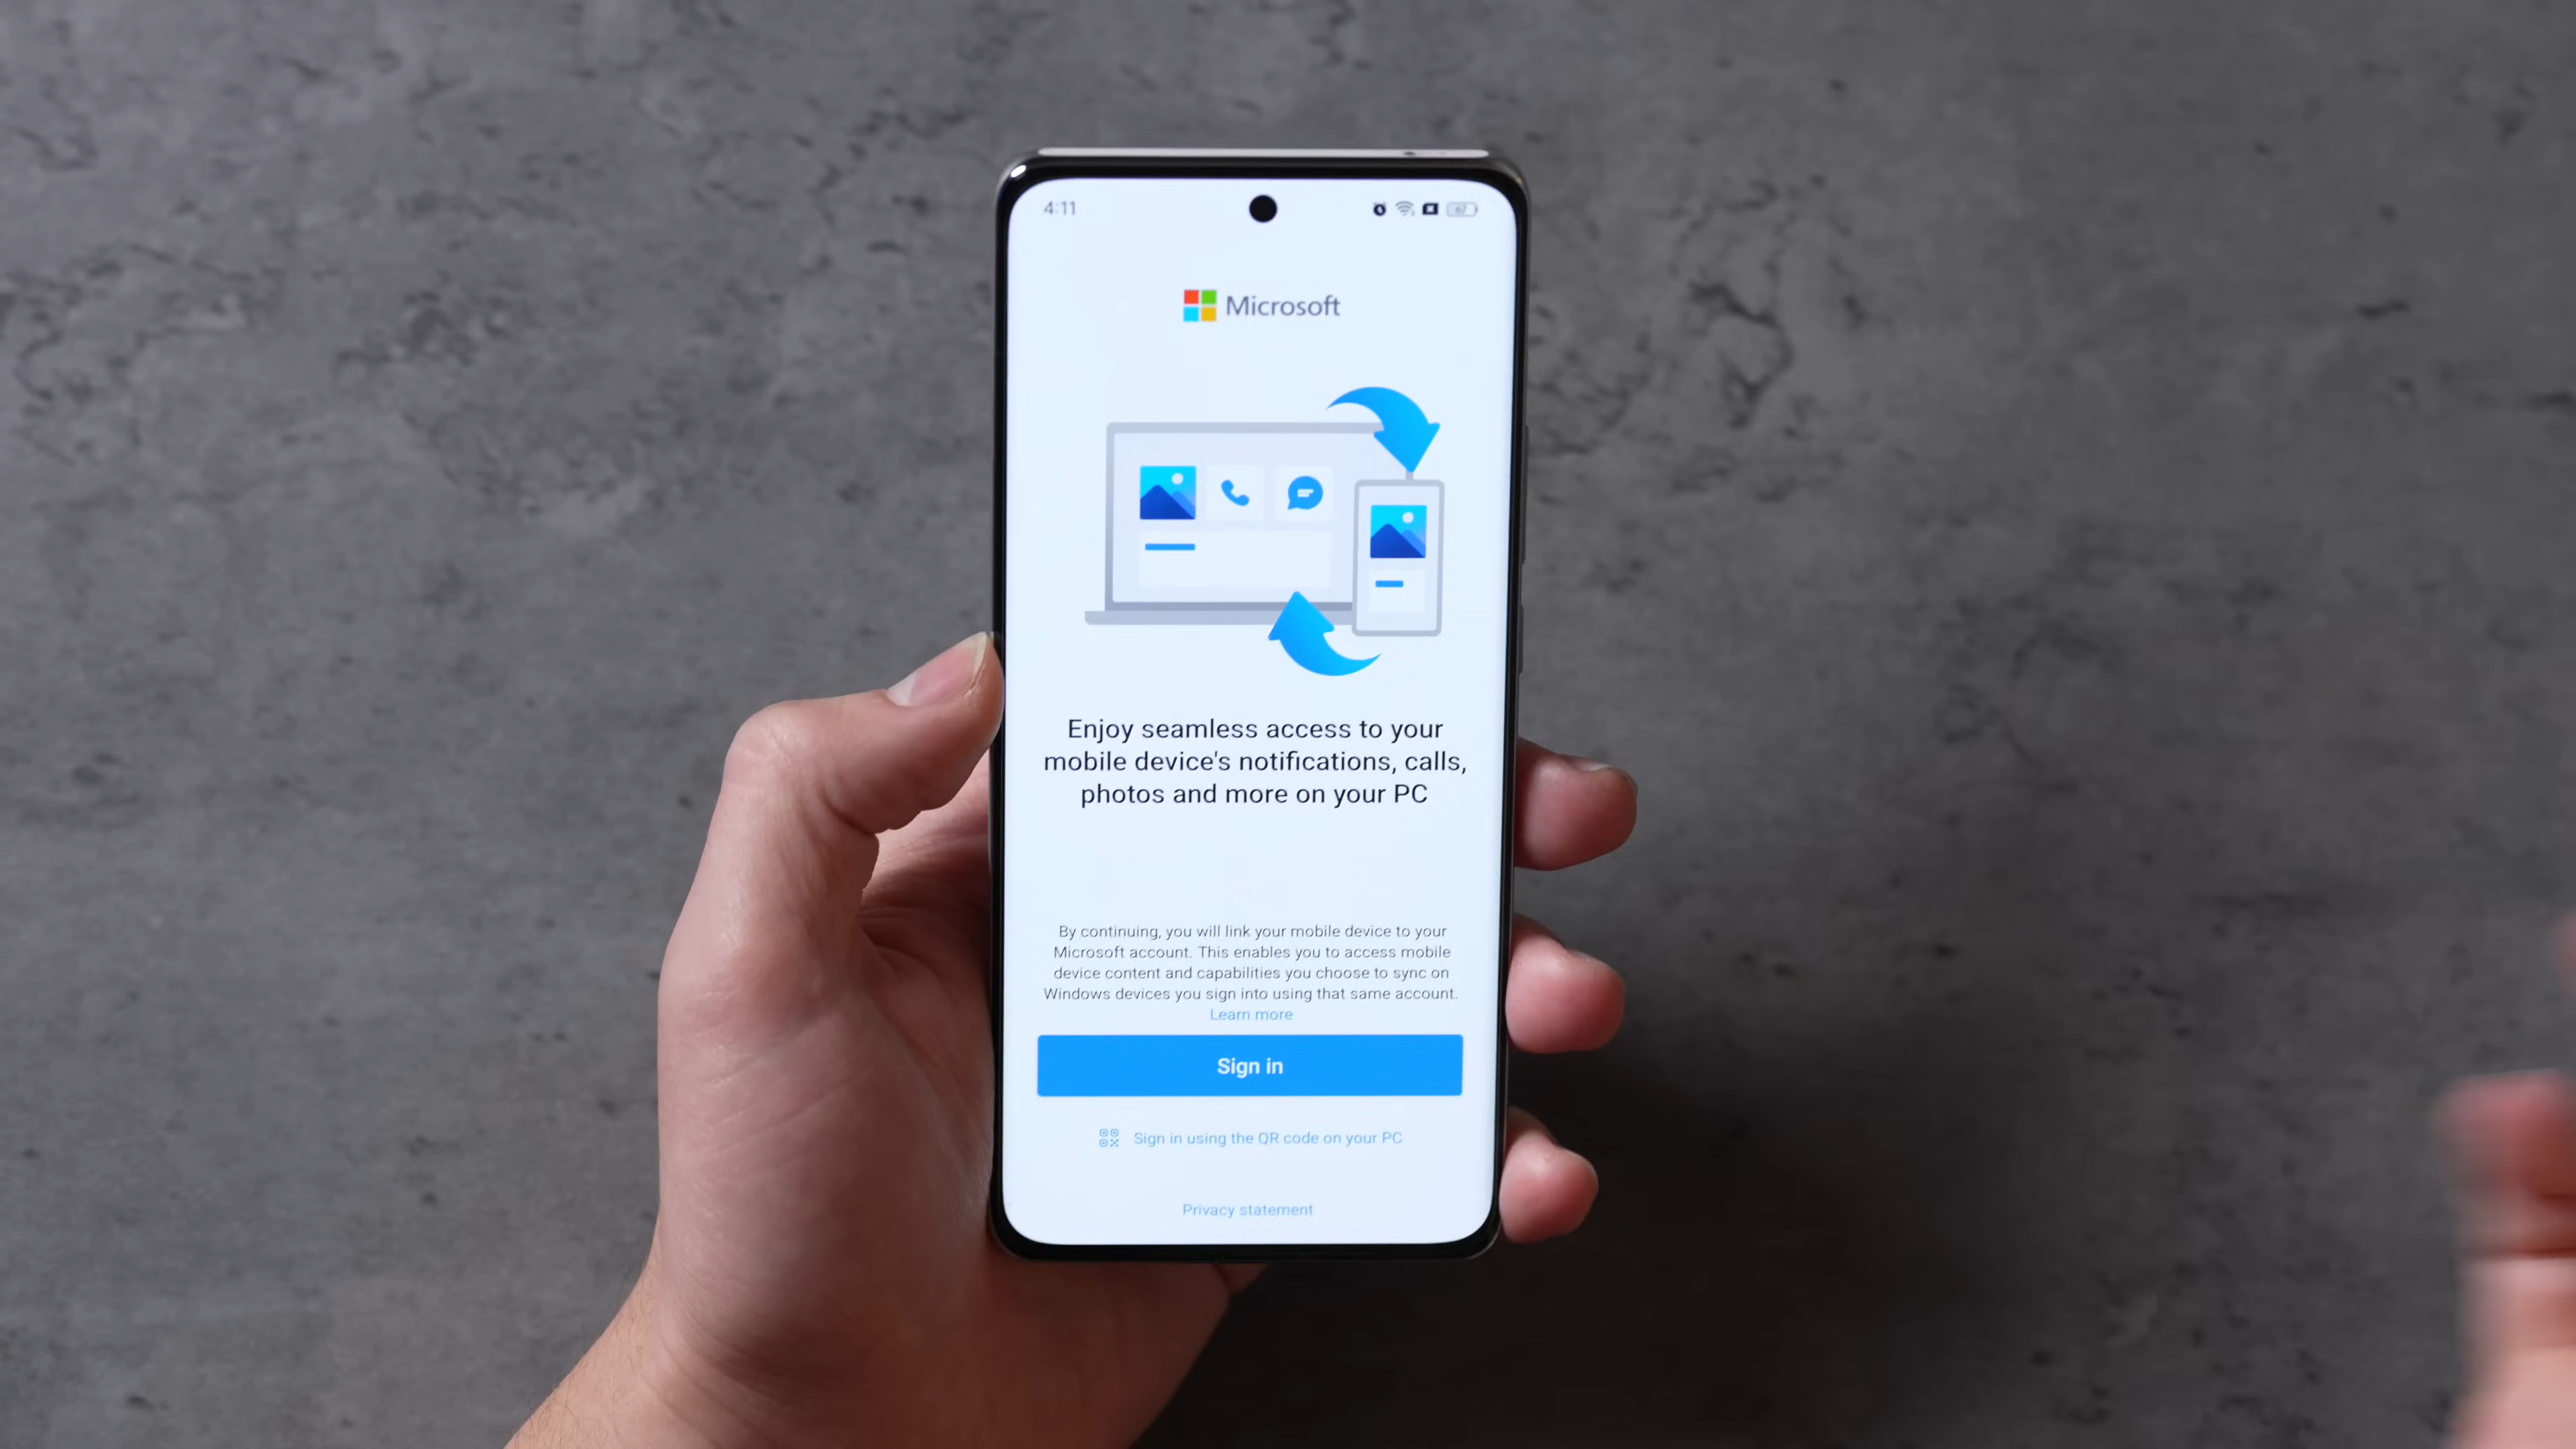 4:11
Microsoft
Enjoy seamless access to your
mobile device's notifications, calls,
photos and more on your PC
By continuing, you will link your mobile device to your
Microsoft account. This enables you to access mobile
device content and capabilities you choose to sync on
Windows devices you sign into using that same account.
Learn more
Sign in
Sign in using the QR code on your PC
Privacy statement